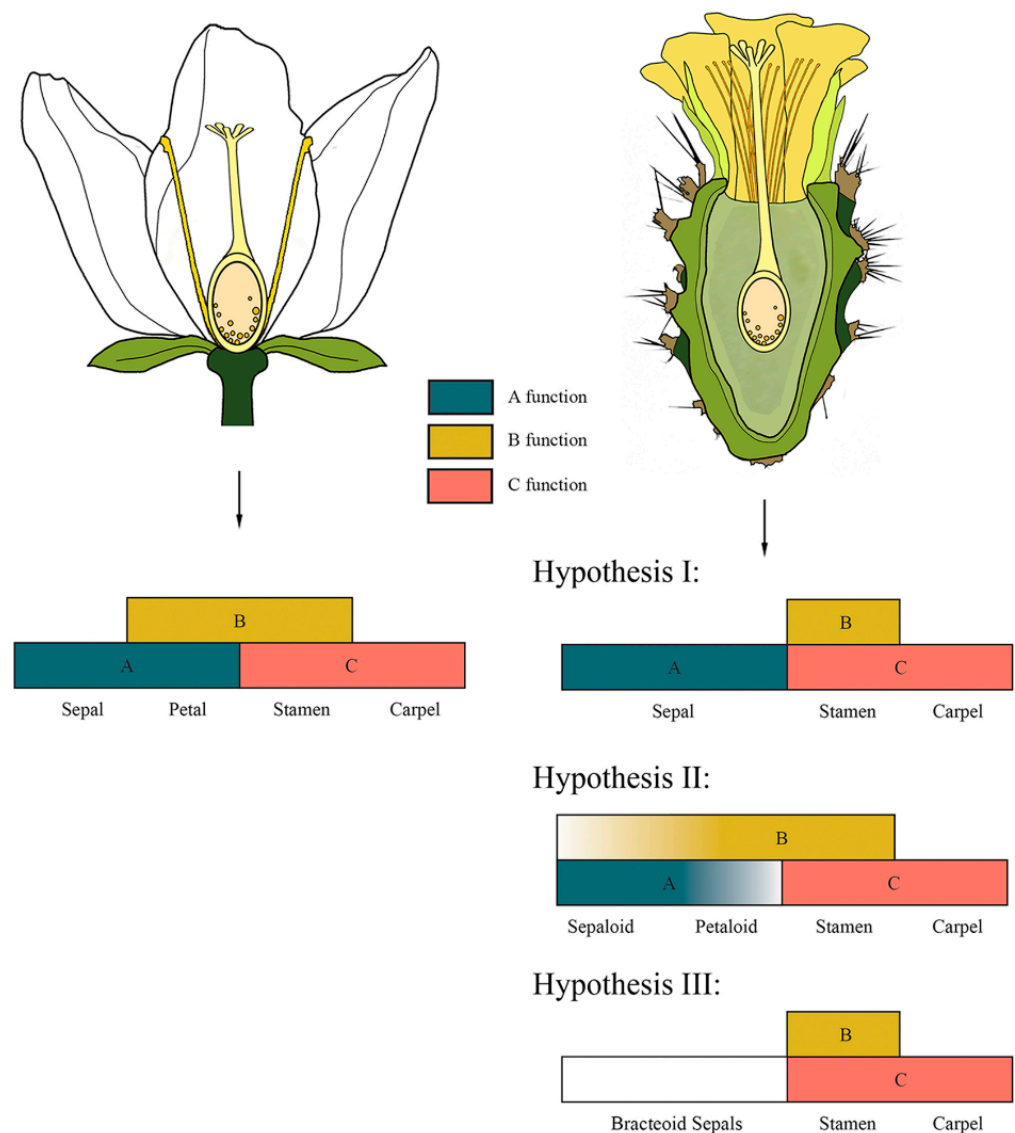 A function
B function
C function
B
A C
Sepal Petal Stamen Carpel
Hypothesis I:
B
A C
Sepal Stamen Carpel
Hypothesis II:
B
A C
Sepaloid Petaloid Stamen Carpel
Hypothesis III:
B
C
Bracteoid Sepals Stamen Carpel